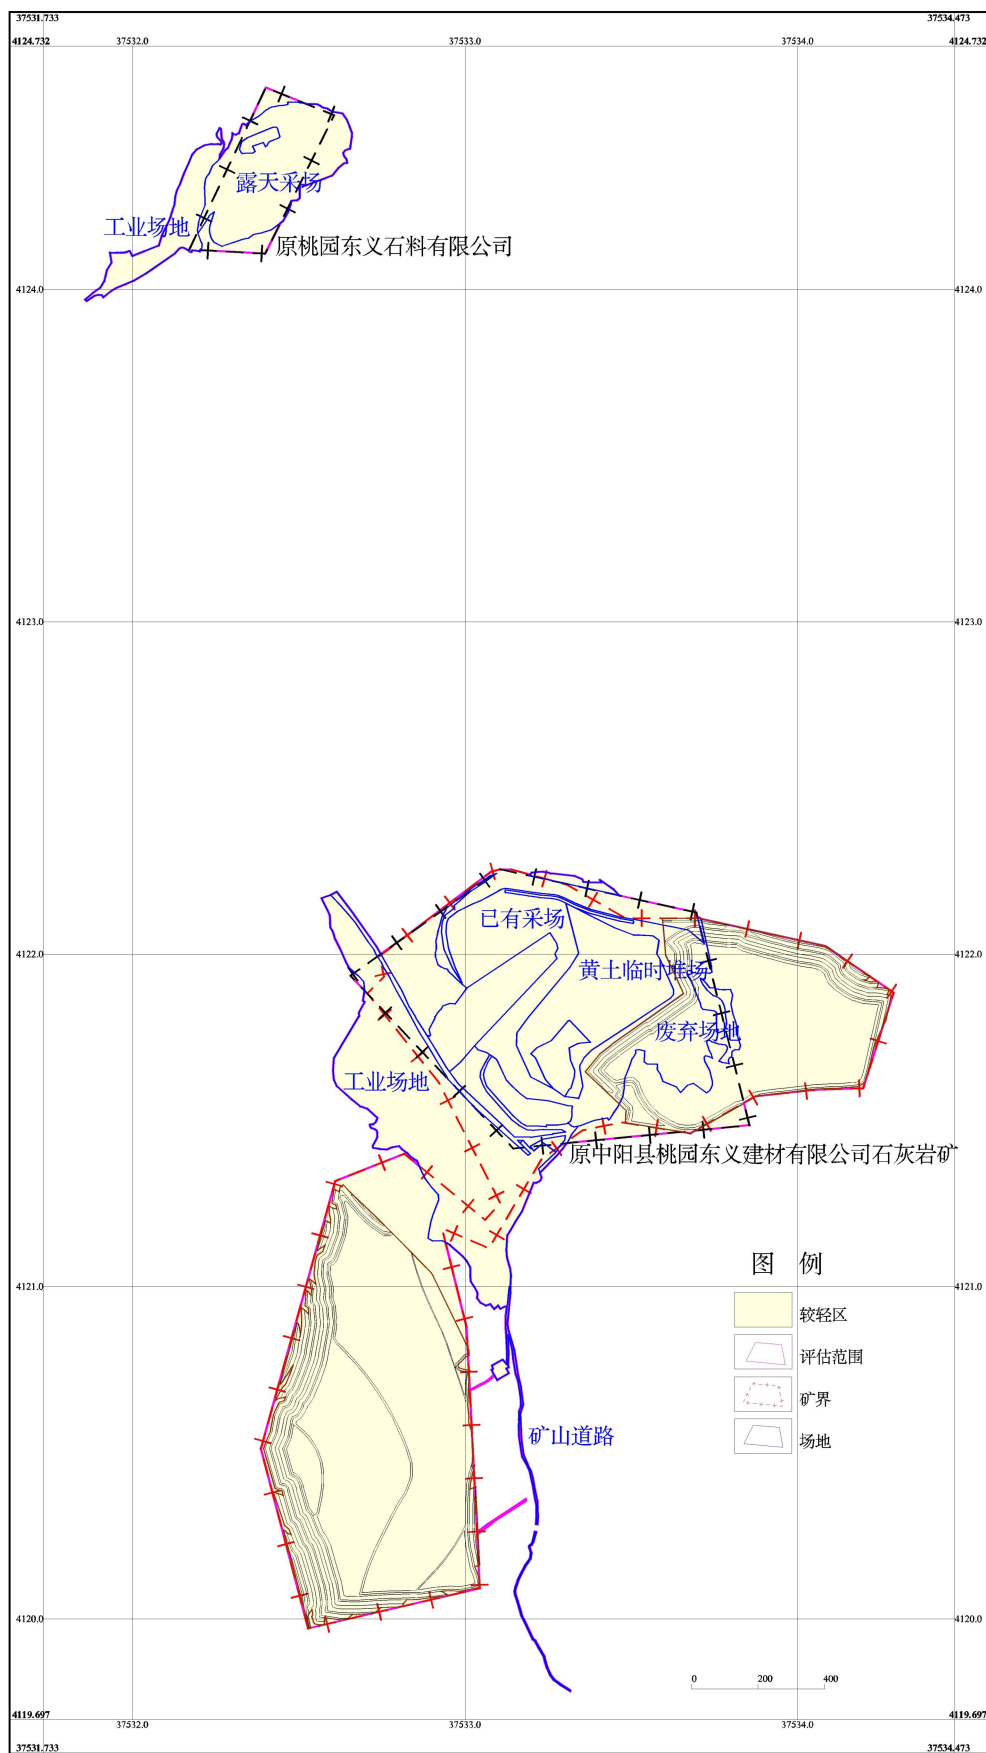 37531.733
37534.473
4124.732
37532.0
37533.0
37534.0
4124.732
露天采场
工业场地
原桃园东义石料有限公司
4124.0
4124.0
4123.0
4123.0
已有采场
4122.0
黄土临时堆场
4122.0
废弃场地
工业场地
原中阳县桃园东义建材有限公司石灰岩矿
图 例
4121.0
4121.0
较轻区
评估范围
矿界
矿山道路
场地
4120.0
4120.0
0 200 400
4119.697
4119.697
37532.0
37533.0
37534.0
37531.733
37534.473